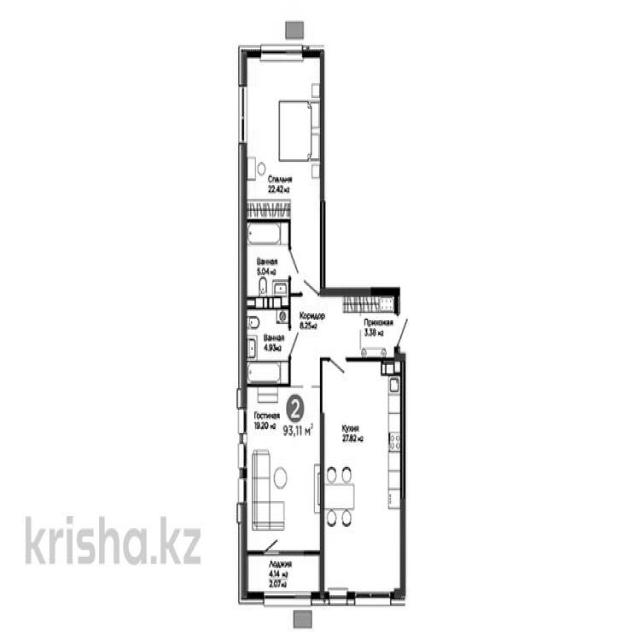 Спальня
22.42 м2
Ванная
5.04 м2
Коридор
8.25 м2
Прихожая
3.38 м2
Ванная
4.93 м2
2
93,11 м2
Гостиная
19.20 м2
Кухня
27.82 м2
Лоджия
4.14 м2
2.07 м2
krisha.kz